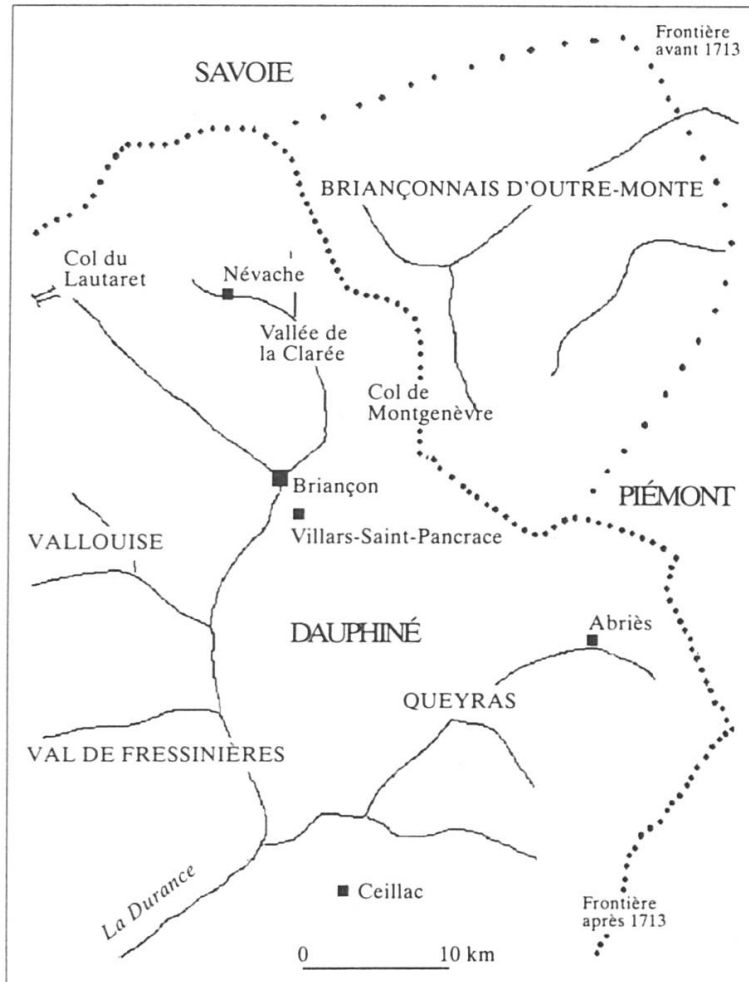 Frontière
avant 1713
SAVOIE
BRIANÇONNAIS D'OUTRE-MONTE
Col du
Lautaret
Névache
Vallée de
la Clarée
Col de
Montgenèvre
Briançon
PIÉMONT
Villars-Saint-Pancrace
VALLOUISE
DAUPHINÉ
Abriès
QUEYRAS
VAL DE FRESSINIÈRES
La Durance
Ceillac
Frontière
après 1713
0 10 km